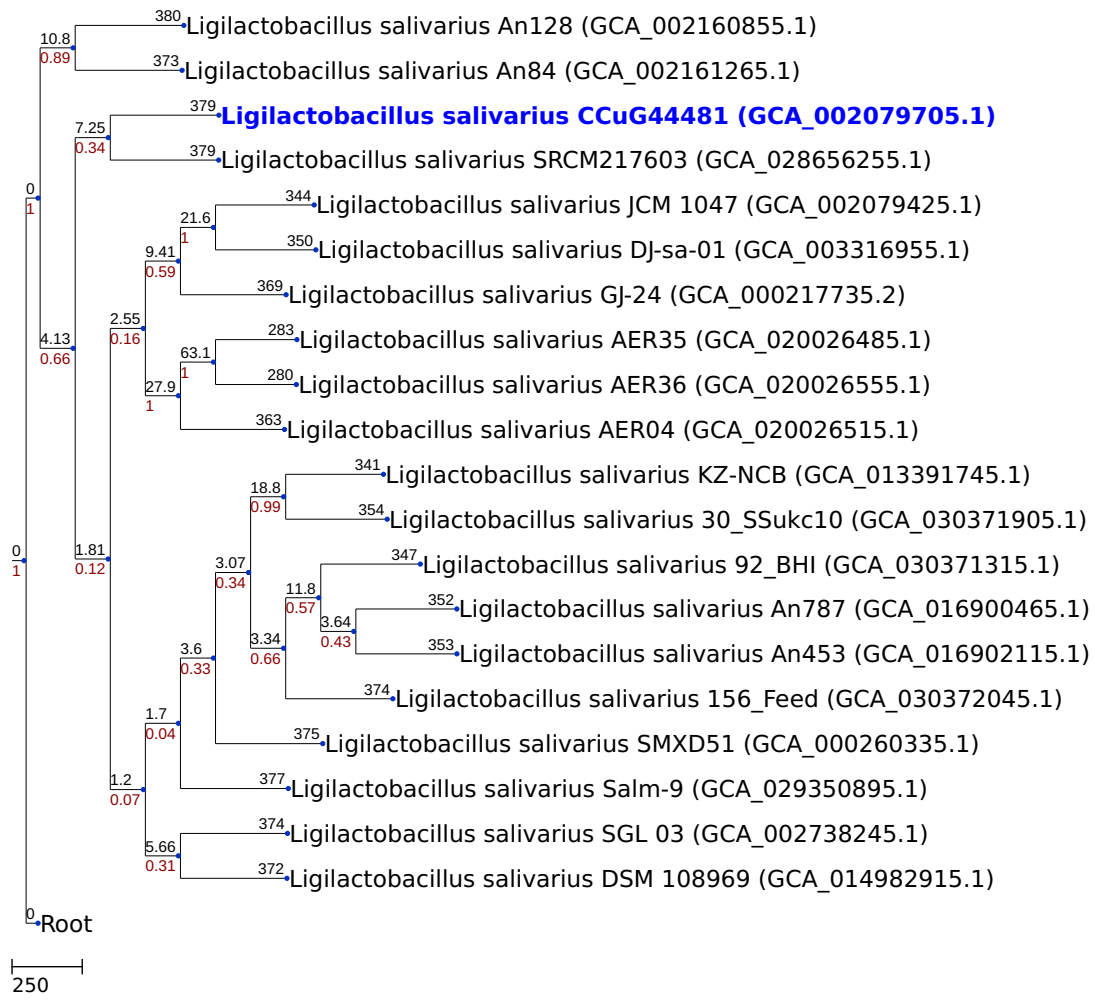 380
Ligilactobacillus salivarius An128 (GCA_002160855.1)
10.8
0.89
373
Ligilactobacillus salivarius An84 (GCA_002161265.1)
379
Ligilactobacillus salivarius CCuG44481 (GCA_002079705.1)
7.25
0.34
379
Ligilactobacillus salivarius SRCM217603 (GCA_028656255.1)
0
1
344
Ligilactobacillus salivarius JCM 1047 (GCA_002079425.1)
21.6
1
350
Ligilactobacillus salivarius DJ-sa-01 (GCA_003316955.1)
9.41
0.59
369
Ligilactobacillus salivarius GJ-24 (GCA_000217735.2)
2.55
0.16
283
Ligilactobacillus salivarius AER35 (GCA_020026485.1)
4.13
0.66
63.1
1
280
Ligilactobacillus salivarius AER36 (GCA_020026555.1)
27.9
1
363
Ligilactobacillus salivarius AER04 (GCA_020026515.1)
341
Ligilactobacillus salivarius KZ-NCB (GCA_013391745.1)
18.8
0.99
354
Ligilactobacillus salivarius 30_SSukc10 (GCA_030371905.1)
0
1
1.81
0.12
3.07
0.34
347
Ligilactobacillus salivarius 92_BHI (GCA_030371315.1)
11.8
0.57
352
Ligilactobacillus salivarius An787 (GCA_016900465.1)
3.64
0.43
353
Ligilactobacillus salivarius An453 (GCA_016902115.1)
3.34
0.66
3.6
0.33
374
Ligilactobacillus salivarius 156_Feed (GCA_030372045.1)
1.7
0.04
375
Ligilactobacillus salivarius SMXD51 (GCA_000260335.1)
1.2
0.07
377
Ligilactobacillus salivarius Salm-9 (GCA_029350895.1)
374
Ligilactobacillus salivarius SGL 03 (GCA_002738245.1)
5.66
0.31
372
Ligilactobacillus salivarius DSM 108969 (GCA_014982915.1)
0
Root
250